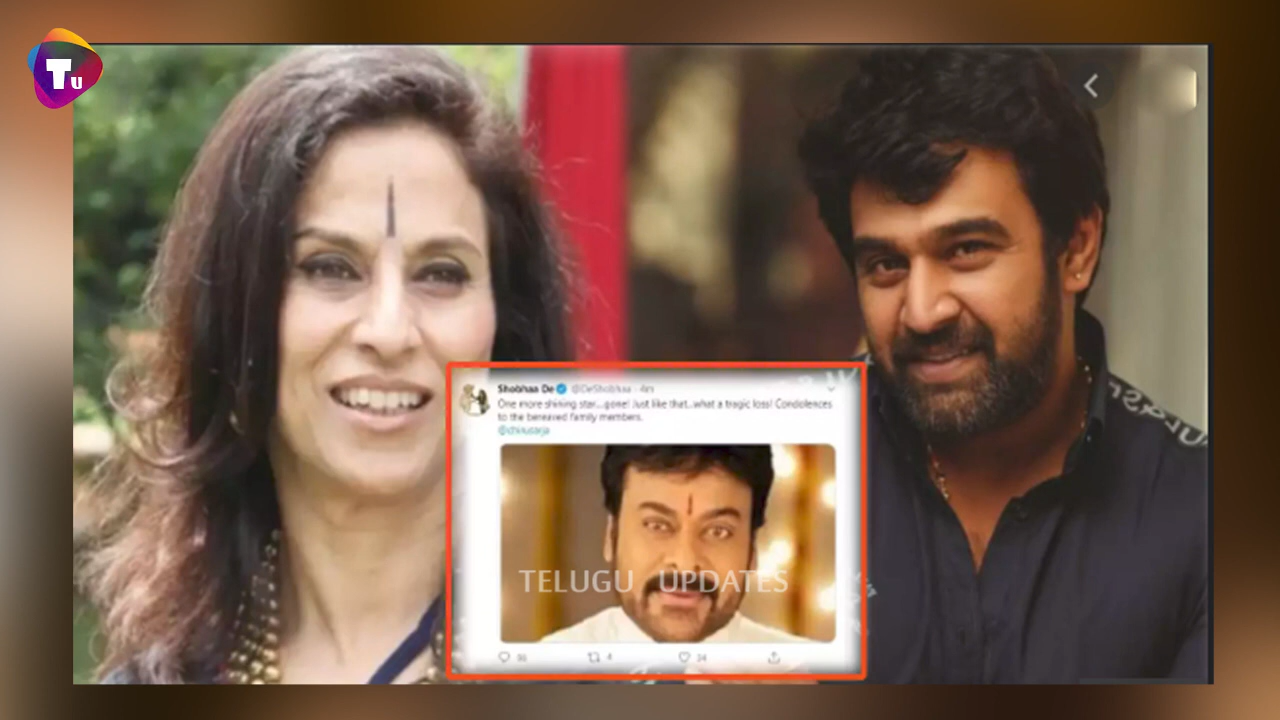 Tu
Shobhaa De @DeShobhaa · 4m
One more shining star...gone! Just like that..what a tragic loss! Condolences
to the bereaved family members.
@chirusarja
TELUGU UPDATES
4